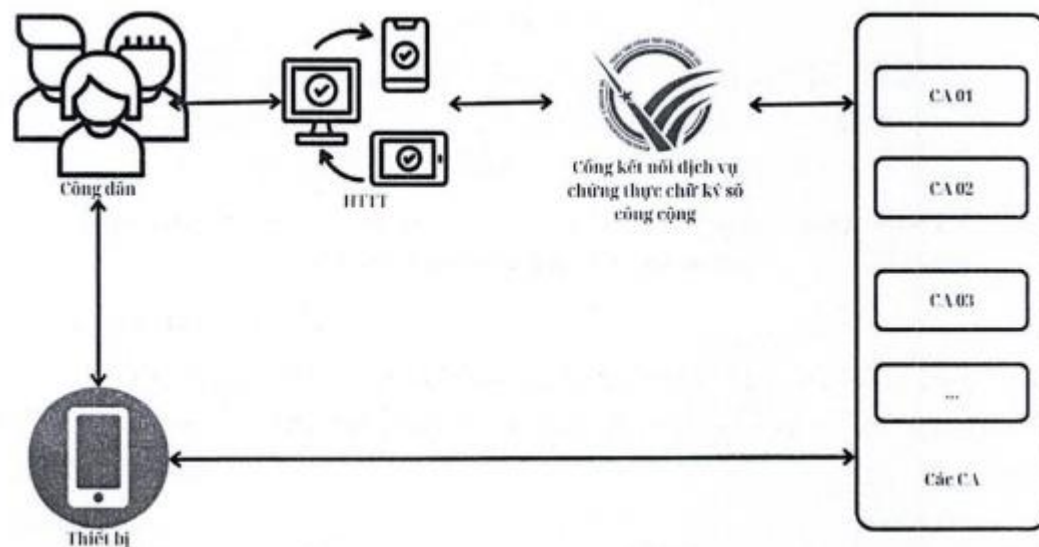 Công dân
HTTT
Cổng kết nối dịch vụ
chứng thực chữ ký số
công cộng
CA 01
CA 02
CA 03
...
Các CA
Thiết bị